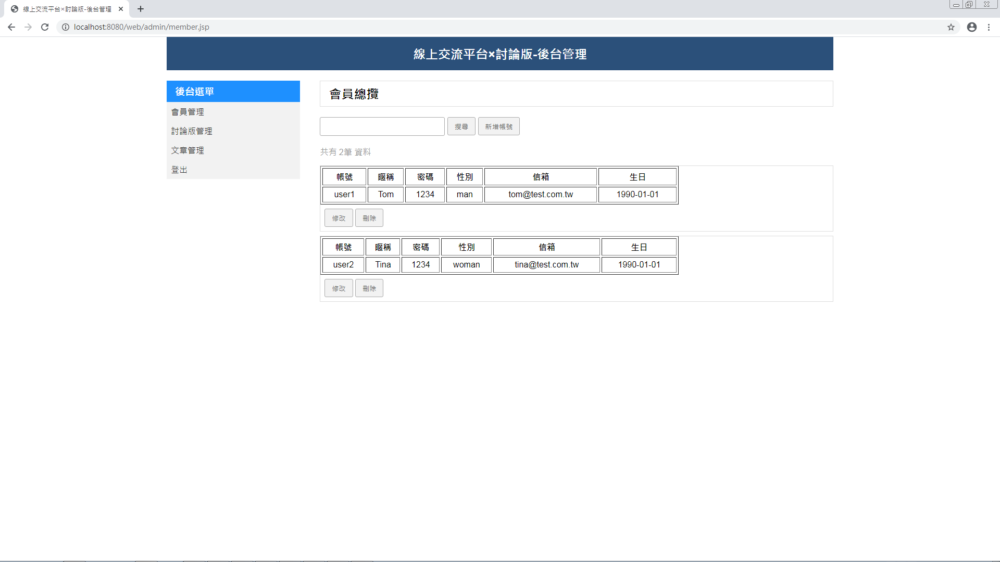 線上交流平台×討論版-後台管理
localhost:8080/web/admin/member.jsp
線上交流平台×討論版-後台管理
後台選單
會員管理
討論版管理
文章管理
登出
會員總攬
搜尋 新增帳號
共有 2筆 資料
帳號 暱稱 密碼 性別 信箱 生日
user1 Tom 1234 man tom@test.com.tw 1990-01-01
修改 刪除
帳號 暱稱 密碼 性別 信箱 生日
user2 Tina 1234 woman tina@test.com.tw 1990-01-01
修改 刪除